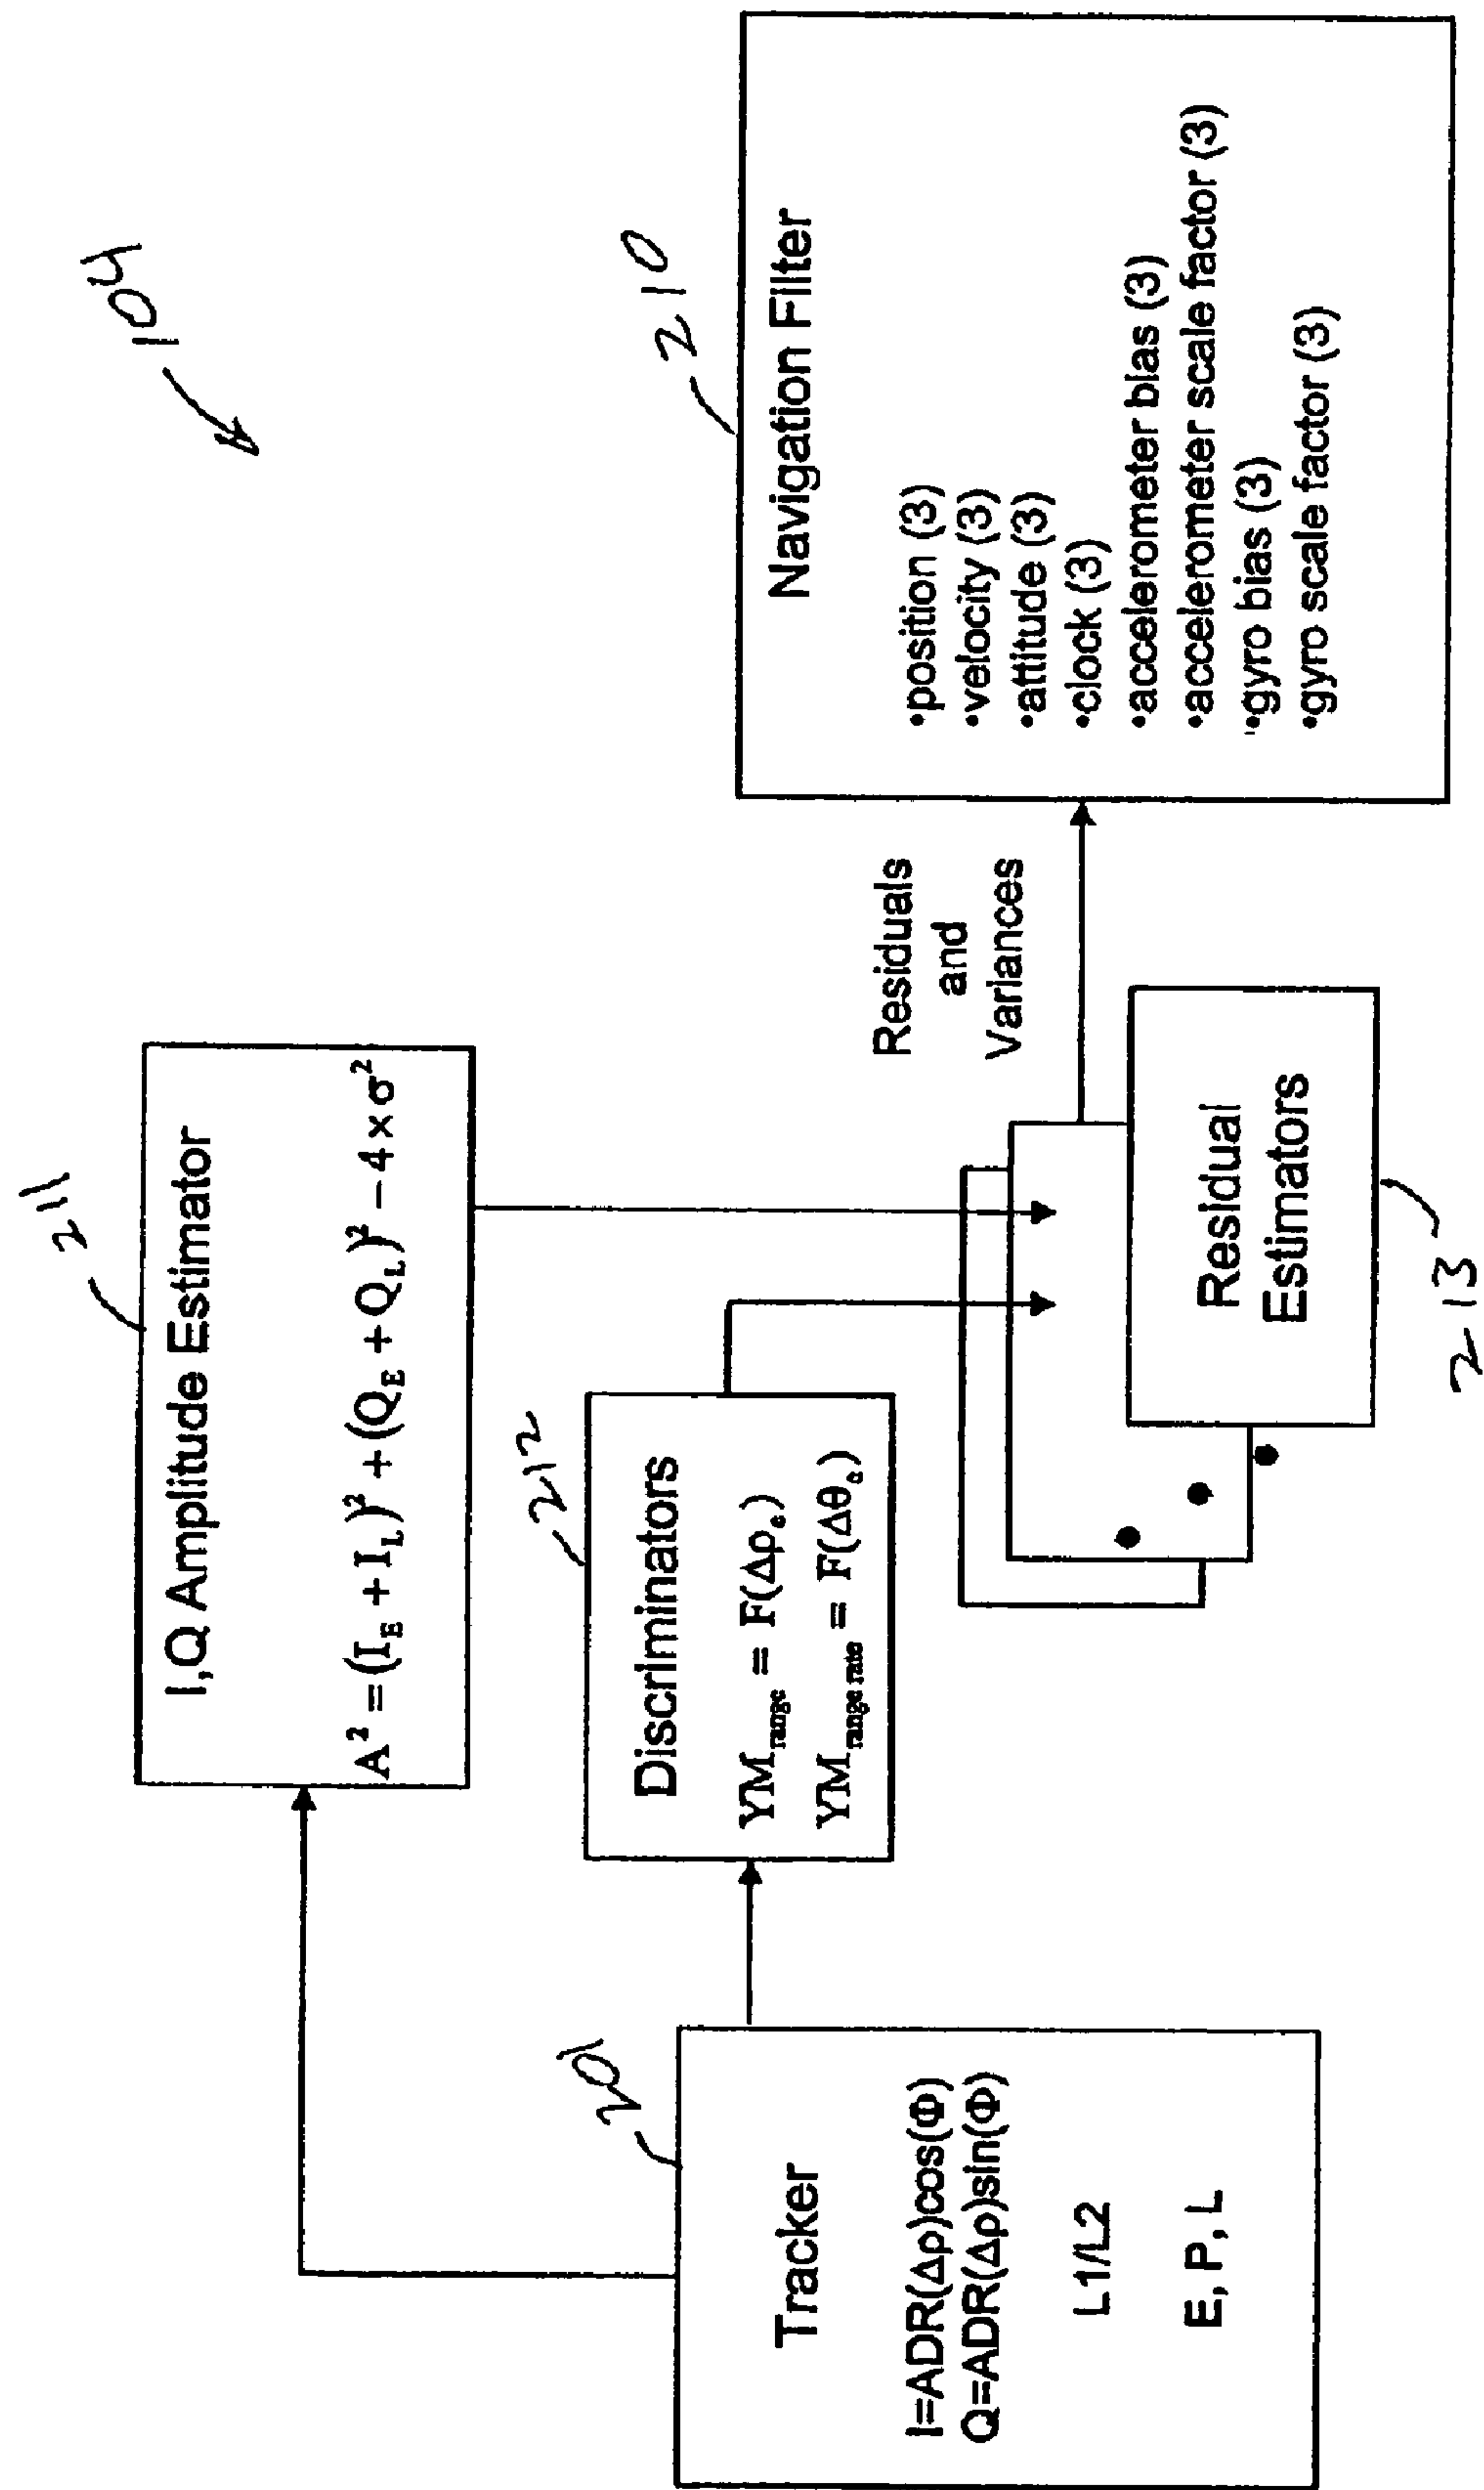 104
211
I,Q Amplitude Estimator
A² = (I_E + I_L)² + (Q_E + Q_L)² − 4 × σ²
201
Tracker
I=ADR(Δρ)cos(Φ)
Q=ADR(Δρ)sin(Φ)
L1/L2
E, P, L
212
Discriminators
YM_range = F(Δρ_e)
YM_range rate = F(Δθ_e)
Residual
Estimators
213
Residuals
and
Variances
210
Navigation Filter
•position (3)
•velocity (3)
•attitude (3)
•clock (3)
•accelerometer bias (3)
•accelerometer scale factor (3)
•gyro bias (3)
•gyro scale factor (3)